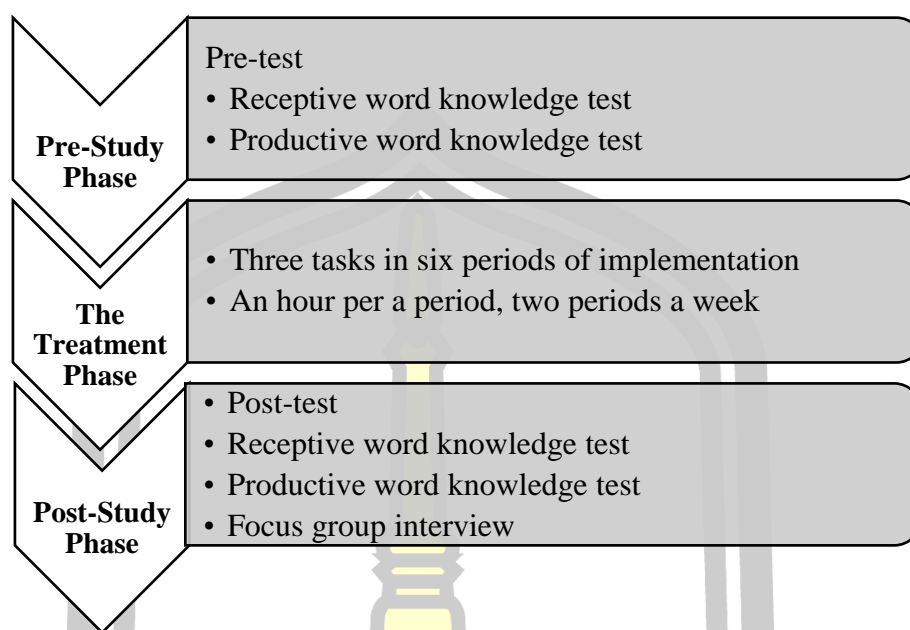 Pre-Study
Phase
Pre-test
• Receptive word knowledge test
• Productive word knowledge test
The
Treatment
Phase
• Three tasks in six periods of implementation
• An hour per a period, two periods a week
Post-Study
Phase
• Post-test
• Receptive word knowledge test
• Productive word knowledge test
• Focus group interview